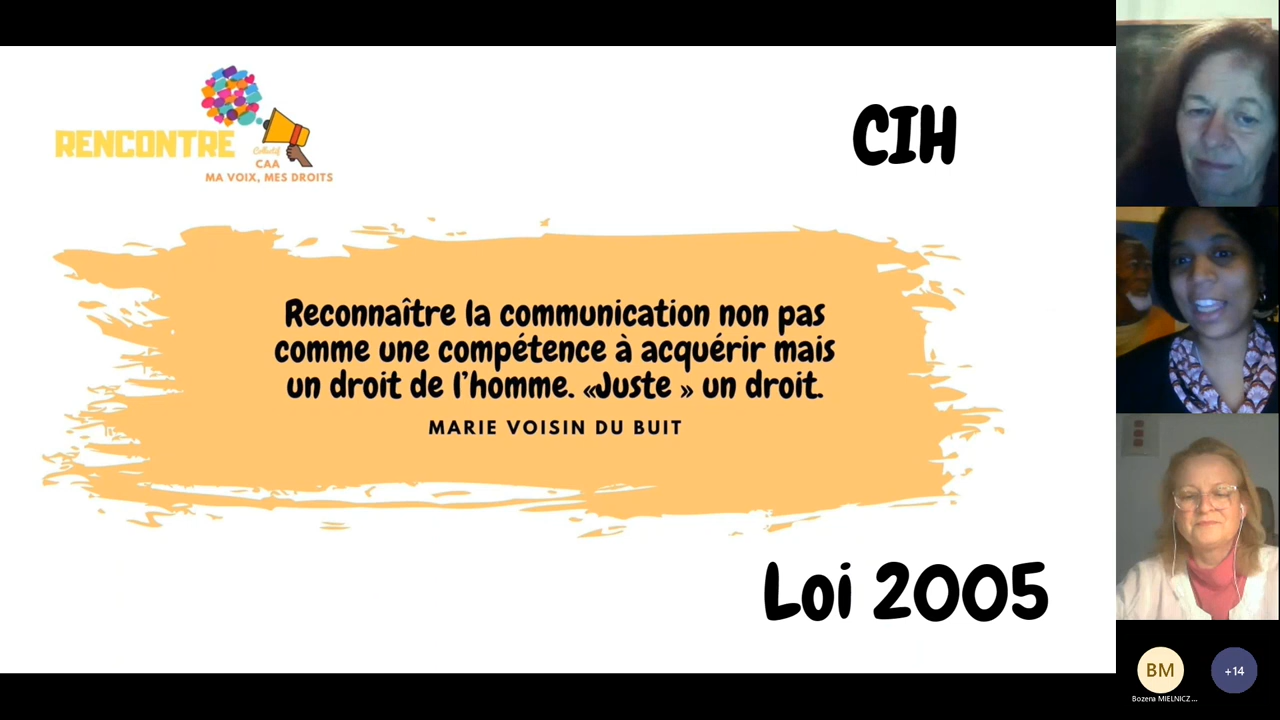 RENCONTRE
Collectif
CAA
MA VOIX, MES DROITS
CIH
Reconnaître la communication non pas
comme une compétence à acquérir mais
un droit de l'homme. «Juste » un droit.
MARIE VOISIN DU BUIT
Loi 2005
BM
+14
Bozena MIELNICZ...